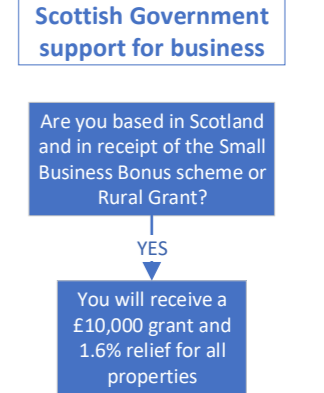 Scottish Government
support for business
Are you based in Scotland
and in receipt of the Small
Business Bonus scheme or
Rural Grant?
YES
You will receive a
£10,000 grant and
1.6% relief for all
properties